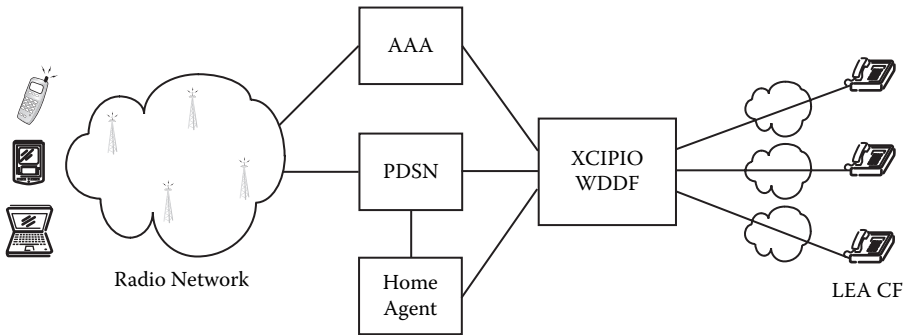 AAA
PDSN
Home
Agent
XCIPIO
WDDF
Radio Network
LEA CF